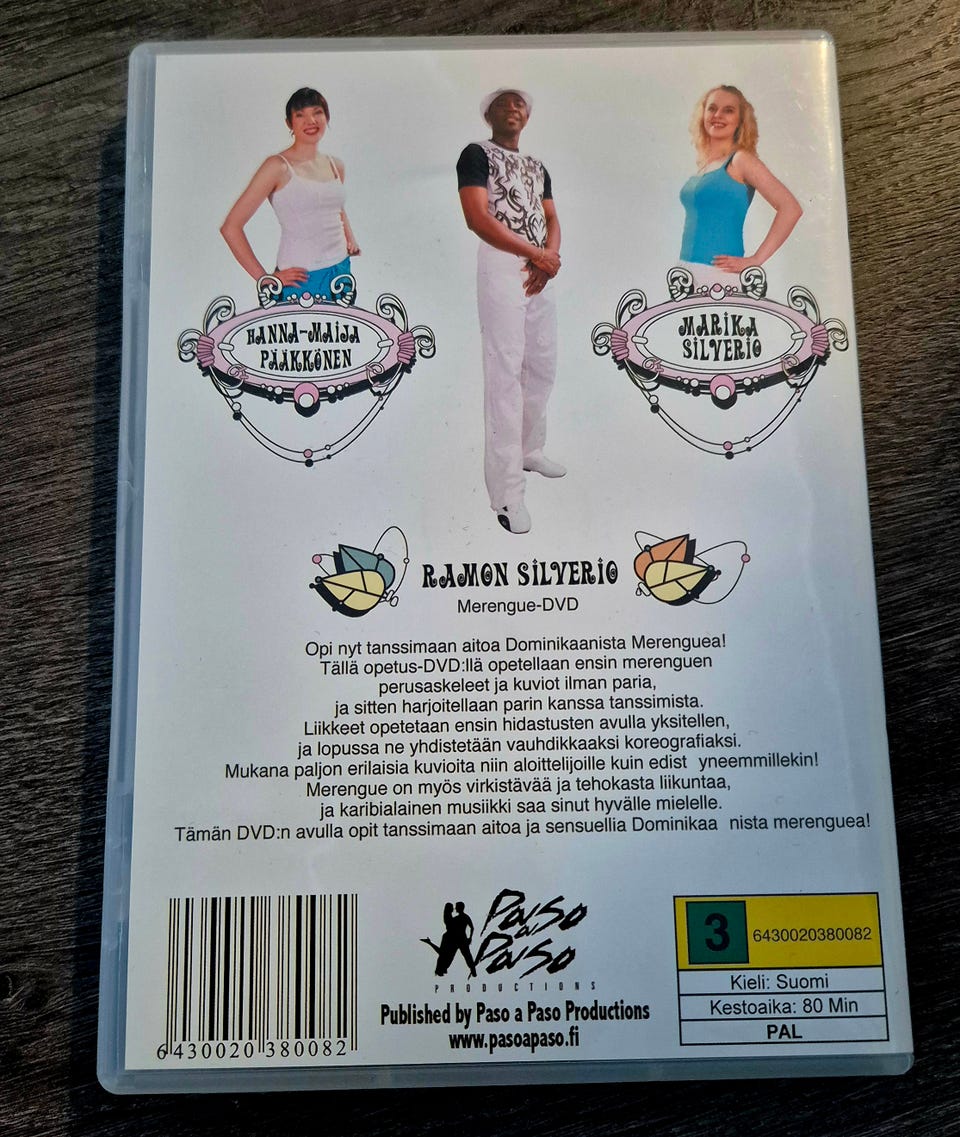 HANNA-MAIJA
PÄÄKKÖNEN
MARIKA
SILVERIO
RAMON SILVERIO
Merengue-DVD
Opi nyt tanssimaan aitoa Dominikaanista Merenguea!
Tällä opetus-DVD:llä opetellaan ensin merenguen
perusaskeleet ja kuviot ilman paria,
ja sitten harjoitellaan parin kanssa tanssimista.
Liikkeet opetetaan ensin hidastusten avulla yksitellen,
ja lopussa ne yhdistetään vauhdikkaaksi koreografiaksi.
Mukana paljon erilaisia kuvioita niin aloittelijoille kuin edist yneemmillekin!
Merengue on myös virkistävää ja tehokasta liikuntaa,
ja karibialainen musiikki saa sinut hyvälle mielelle.
Tämän DVD:n avulla opit tanssimaan aitoa ja sensuellia Dominikaa nista merenguea!
6 430020 380082
Paso
a
Paso
PRODUCTIONS
Published by Paso a Paso Productions
www.pasoapaso.fi
3
6430020380082
Kieli: Suomi
Kestoaika: 80 Min
PAL